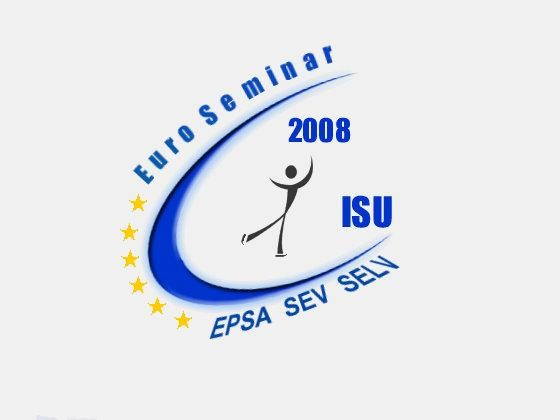 Euro Seminar
2008
ISU
EPSA SEV SELV